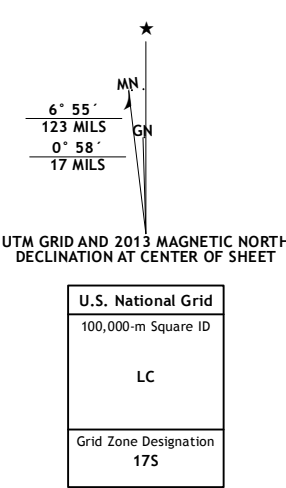 MN
6° 55´
123 MILS
GN
0° 58´
17 MILS
UTM GRID AND 2013 MAGNETIC NORTH
DECLINATION AT CENTER OF SHEET
U.S. National Grid
100,000-m Square ID
LC
Grid Zone Designation
17S